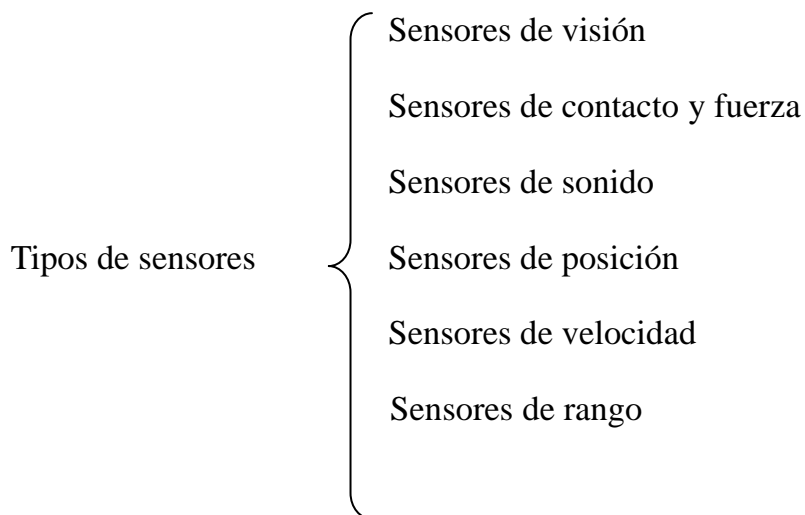 Sensores de visión
Sensores de contacto y fuerza
Sensores de sonido
Tipos de sensores
Sensores de posición
Sensores de velocidad
Sensores de rango